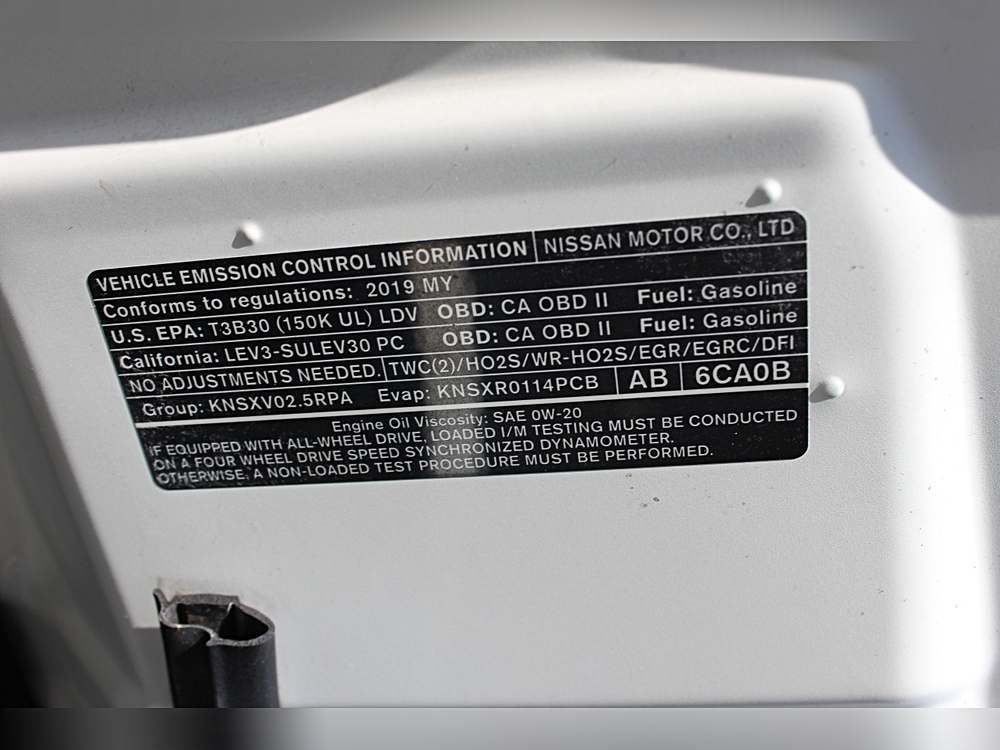 VEHICLE EMISSION CONTROL INFORMATION NISSAN MOTOR CO., LTD
Conforms to regulations: 2019 MY
U.S. EPA: T3B30 (150K UL) LDV OBD: CA OBD II Fuel: Gasoline
California: LEV3-SULEV30 PC OBD: CA OBD II Fuel: Gasoline
NO ADJUSTMENTS NEEDED. TWC(2)/HO2S/WR-HO2S/EGR/EGRC/DFI
Group: KNSXV02.5RPA Evap: KNSXR0114PCB AB 6CA0B
Engine Oil Viscosity: SAE 0W-20
IF EQUIPPED WITH ALL-WHEEL DRIVE, LOADED I/M TESTING MUST BE CONDUCTED
ON A FOUR WHEEL DRIVE SPEED SYNCHRONIZED DYNAMOMETER.
OTHERWISE, A NON-LOADED TEST PROCEDURE MUST BE PERFORMED.